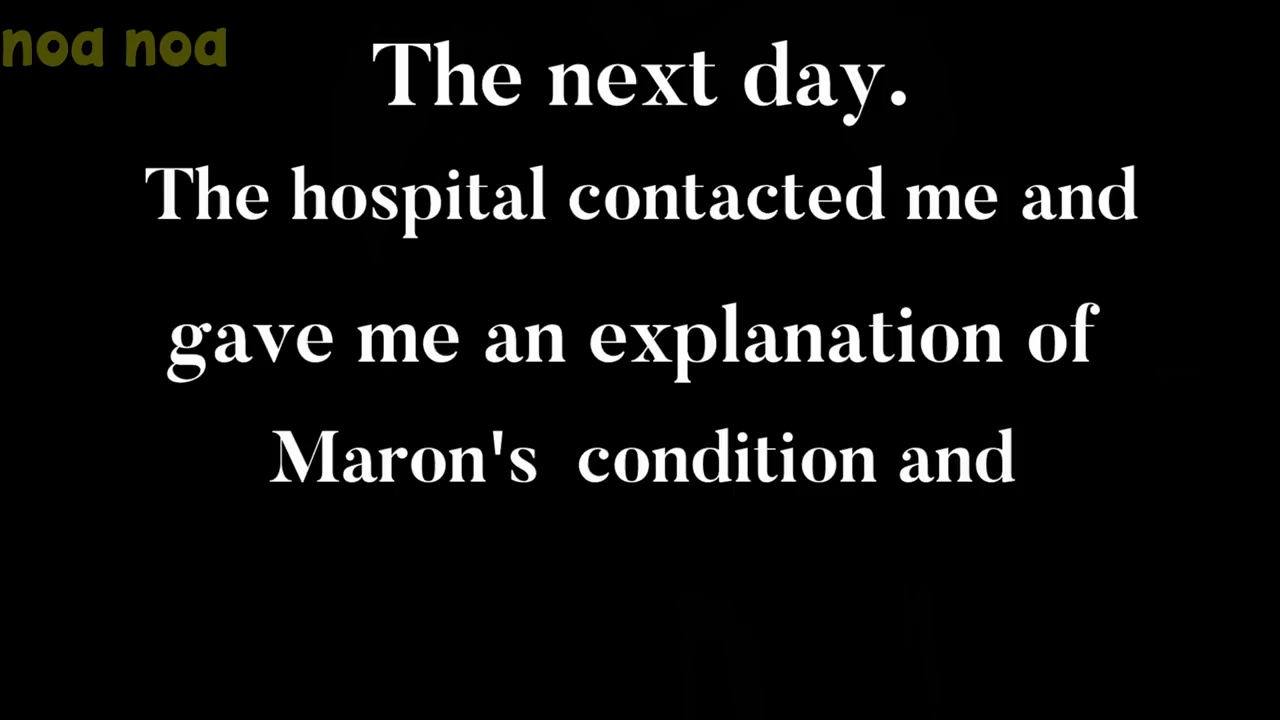 noa noa
The next day.
The hospital contacted me and
gave me an explanation of
Maron's condition and